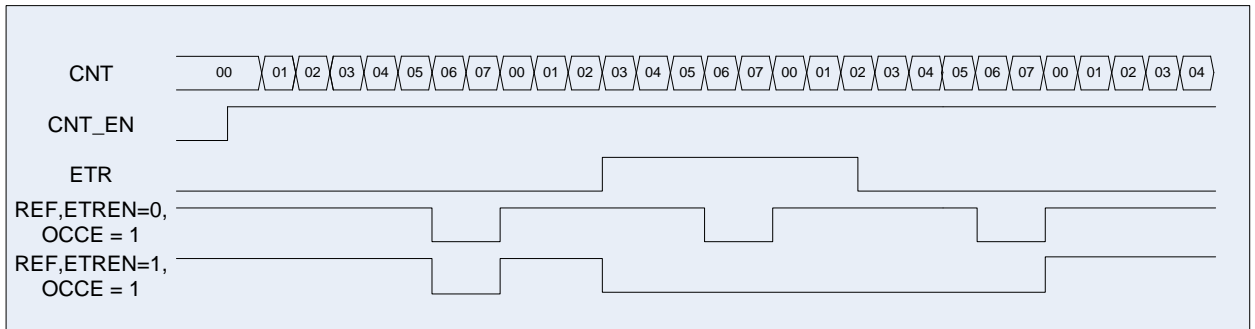 CNT 00 01 02 03 04 05 06 07 00 01 02 03 04 05 06 07 00 01 02 03 04 05 06 07 00 01 02 03 04
CNT_EN
ETR
REF,ETREN=0,
OCCE = 1
REF,ETREN=1,
OCCE = 1